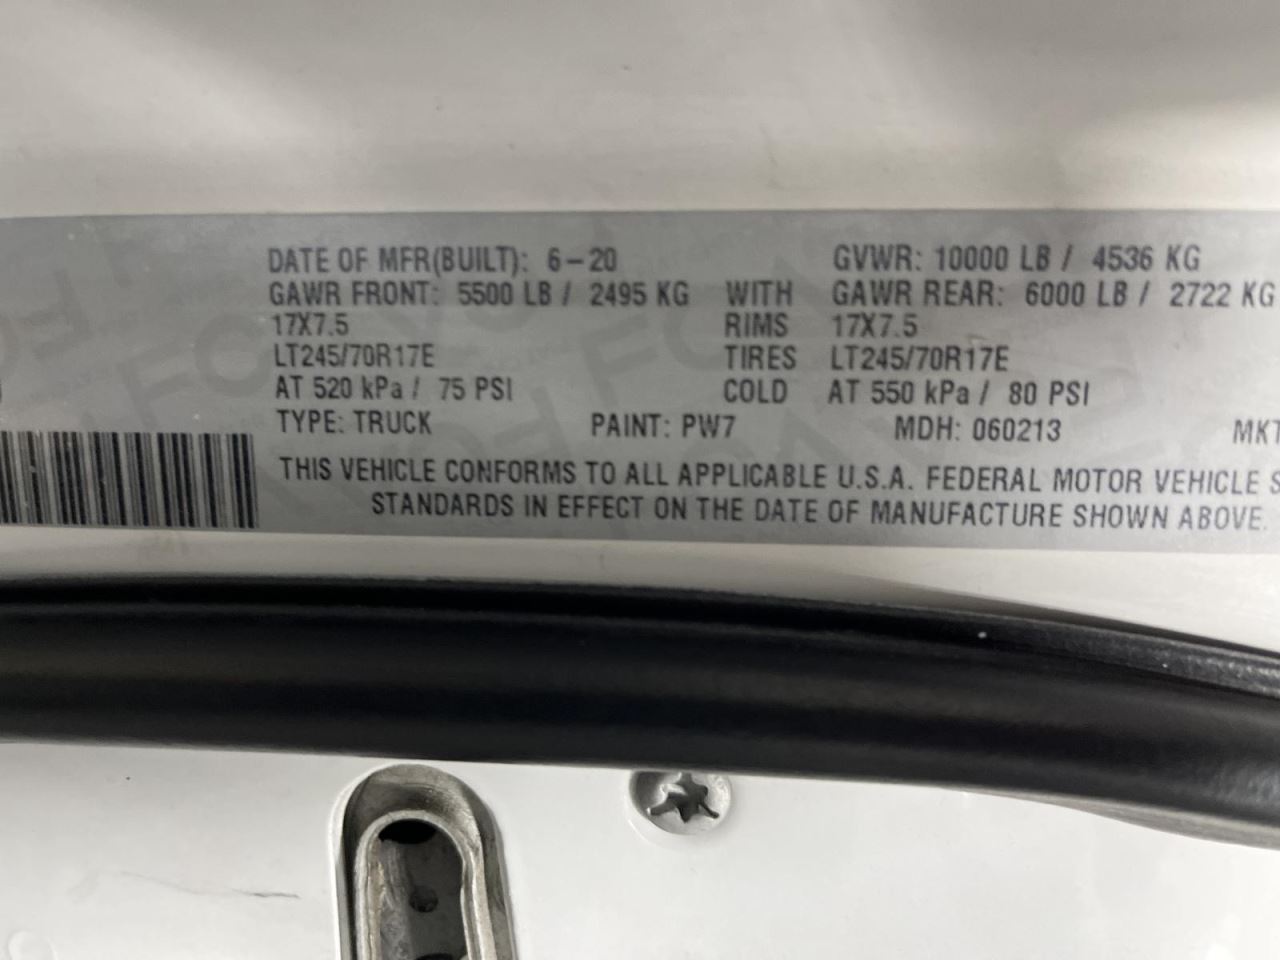 DATE OF MFR(BUILT): 6-20 GVWR: 10000 LB / 4536 KG
GAWR FRONT: 5500 LB / 2495 KG WITH GAWR REAR: 6000 LB / 2722 KG
17X7.5 RIMS 17X7.5
LT245/70R17E TIRES LT245/70R17E
AT 520 kPa / 75 PSI COLD AT 550 kPa / 80 PSI
TYPE: TRUCK PAINT: PW7 MDH: 060213 MKT
THIS VEHICLE CONFORMS TO ALL APPLICABLE U.S.A. FEDERAL MOTOR VEHICLE S
STANDARDS IN EFFECT ON THE DATE OF MANUFACTURE SHOWN ABOVE.